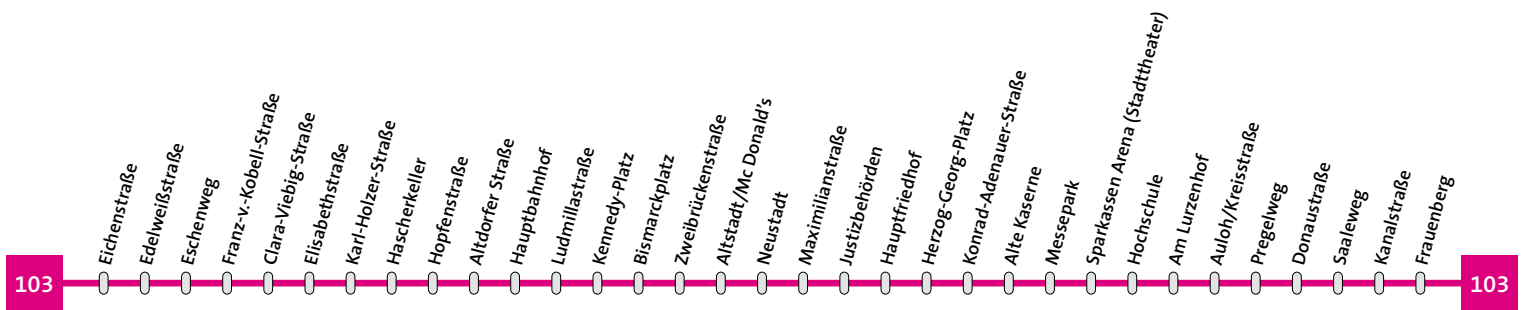 103
Eichenstraße
Edelweißstraße
Eschenweg
Franz-v.-Kobell-Straße
Clara-Viebig-Straße
Elisabethstraße
Karl-Holzer-Straße
Hascherkeller
Hopfenstraße
Altdorfer Straße
Hauptbahnhof
Ludmillastraße
Kennedy-Platz
Bismarckplatz
Zweibrückenstraße
Altstadt/Mc Donald's
Neustadt
Maximilianstraße
Justizbehörden
Hauptfriedhof
Herzog-Georg-Platz
Konrad-Adenauer-Straße
Alte Kaserne
Messepark
Sparkassen Arena (Stadttheater)
Hochschule
Am Lurzenhof
Auloh/Kreisstraße
Pregelweg
Donaustraße
Saaleweg
Kanalstraße
Frauenberg
103